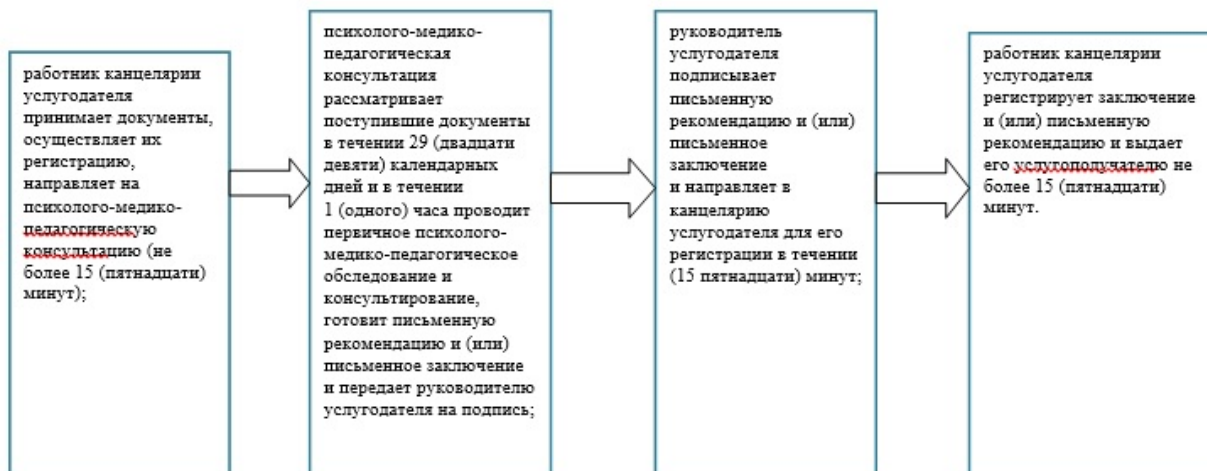 работник канцелярии
услугодателя
принимает документы,
осуществляет их
регистрацию,
направляет на
психолого-медико-
педагогическую
консультацию (не
более 15 (пятнадцати)
минут);
психолого-медико-
педагогическая
консультация
рассматривает
поступившие документы
в течении 29 (двадцати
девяти) календарных
дней и в течении
1 (одного) часа проводит
первичное психолого-
медико-педагогическое
обследование и
консультирование,
готовит письменную
рекомендацию и (или)
письменное заключение
и передает руководителю
услугодателя на подпись;
руководитель
услугодателя
подписывает
письменную
рекомендацию и (или)
письменное
заключение
и направляет в
канцелярию
услугодателя для его
регистрации в течении
(15 пятнадцати) минут;
работник канцелярии
услугодателя
регистрирует заключение
и (или) письменную
рекомендацию и выдает
его услугополучателю не
более 15 (пятнадцати)
минут.